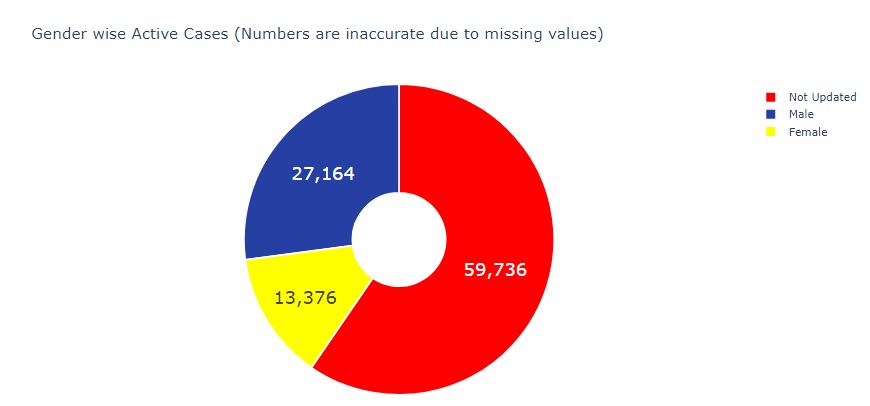 Gender wise Active Cases (Numbers are inaccurate due to missing values)
Not Updated
Male
Female
27,164
59,736
13,376